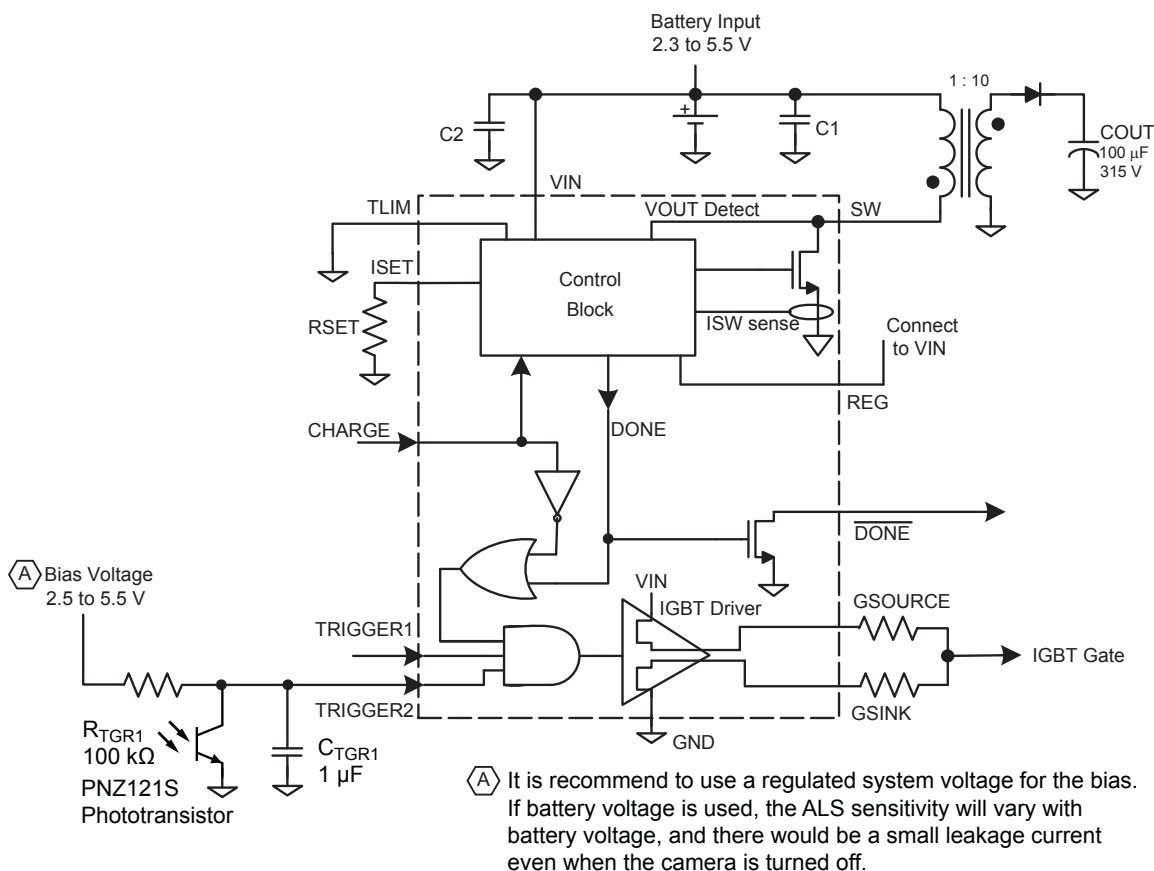 Battery Input
2.3 to 5.5 V
1 : 10
+
C2
C1
COUT
100 μF
315 V
VIN
TLIM
VOUT Detect
SW
ISET
Control
Block
RSET
ISW sense
Connect
to VIN
REG
CHARGE
DONE
DONE
A Bias Voltage
2.5 to 5.5 V
VIN
IGBT Driver
GSOURCE
TRIGGER1
IGBT Gate
TRIGGER2
GSINK
GND
RTGR1
100 kΩ
PNZ121S
Phototransistor
CTGR1
1 μF
A It is recommend to use a regulated system voltage for the bias.
If battery voltage is used, the ALS sensitivity will vary with
battery voltage, and there would be a small leakage current
even when the camera is turned off.